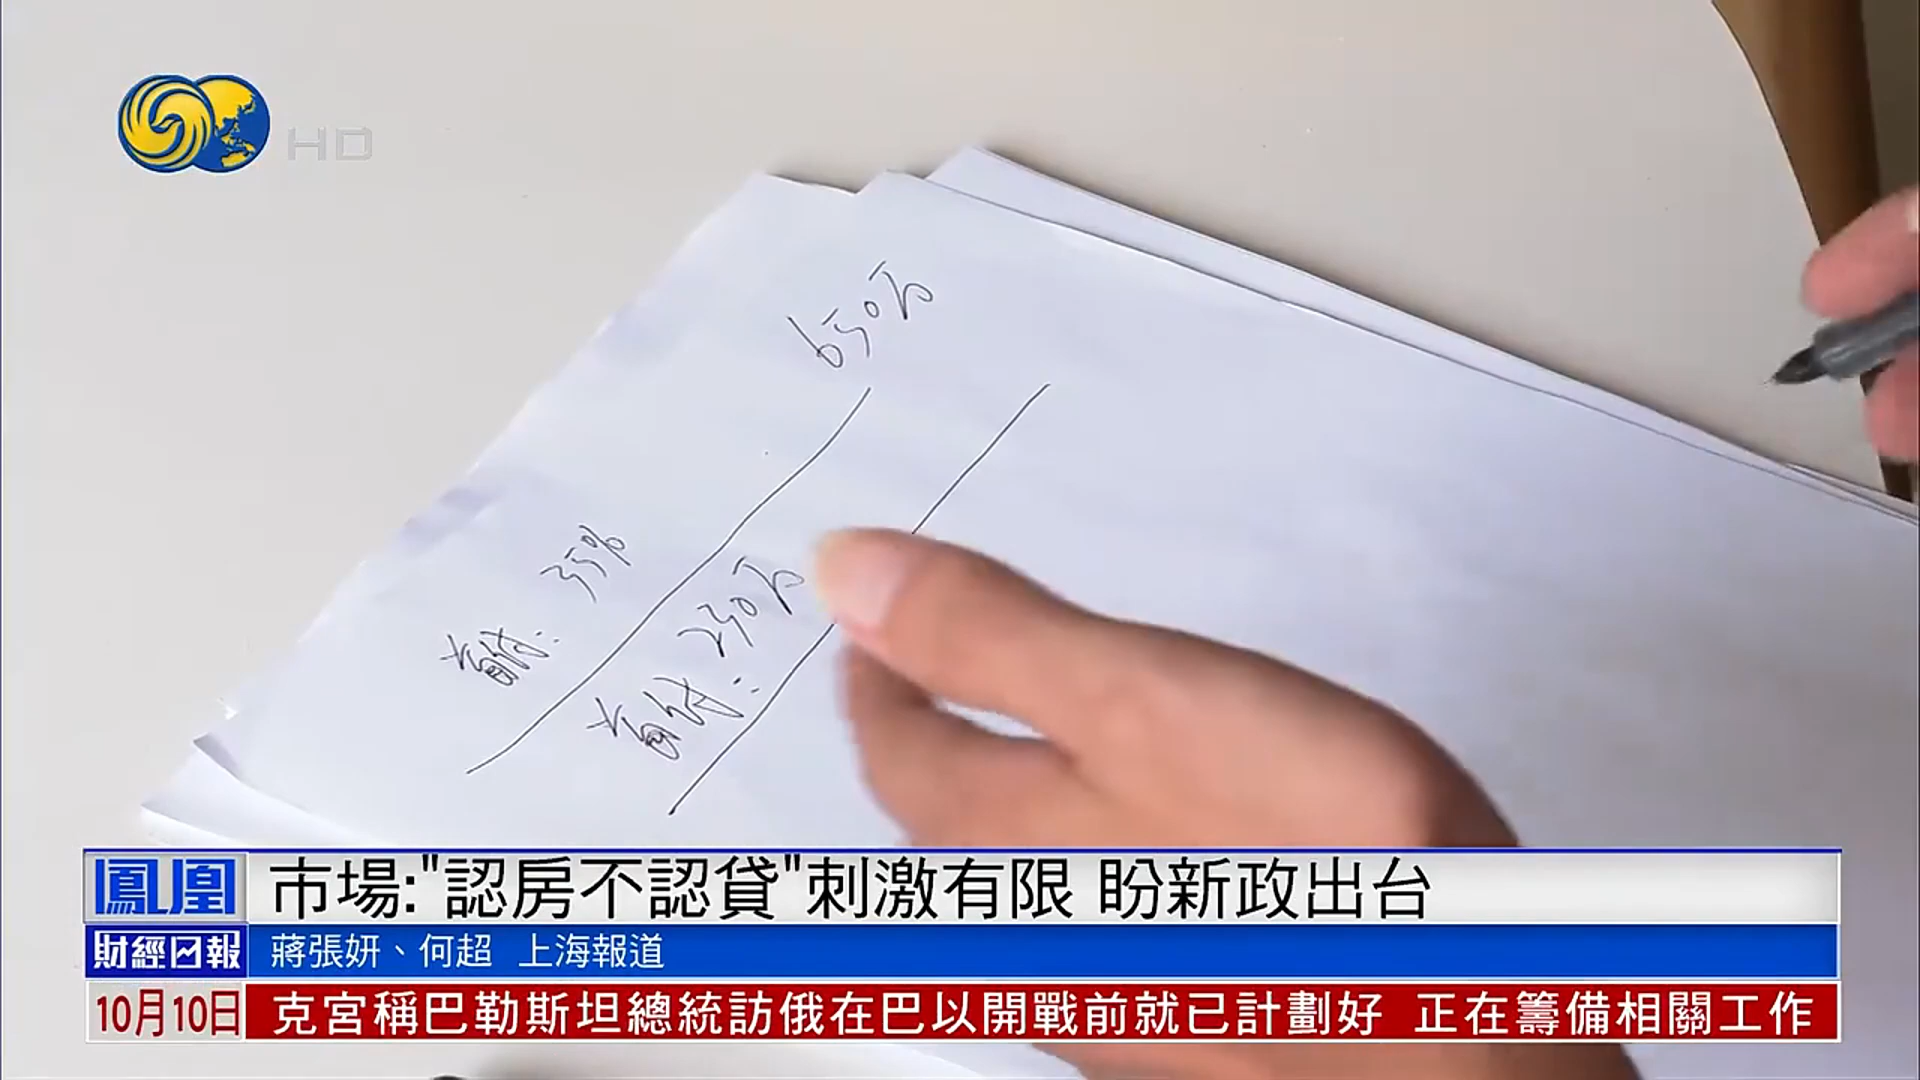 HD
650万
首付: 35%
首付: 230万
鳳凰
市場:"認房不認貸"刺激有限 盼新政出台
財經日報
蔣張妍、何超 上海報道
10月10日
克宮稱巴勒斯坦總統訪俄在巴以開戰前就已計劃好 正在籌備相關工作